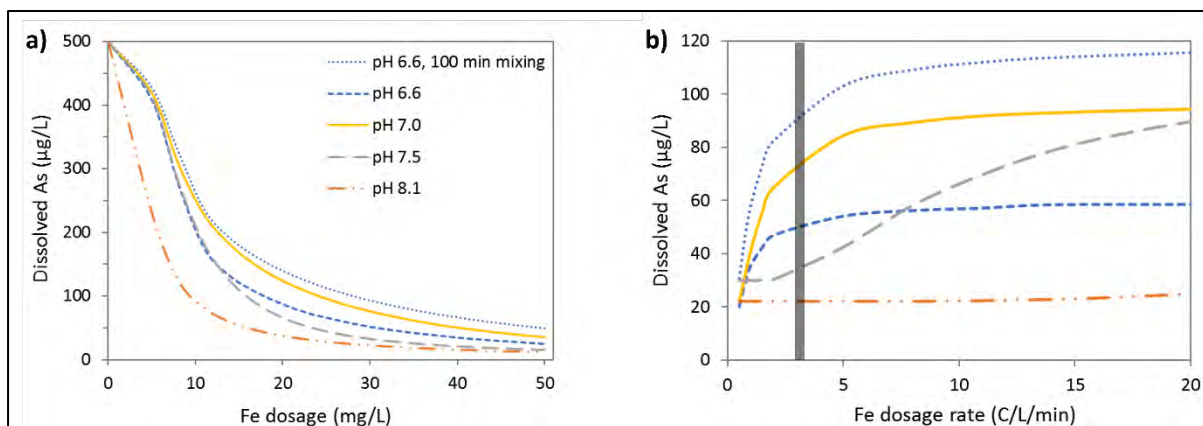 a)
500
400
300
200
100
0
Dissolved As (µg/L)
0 10 20 30 40 50
Fe dosage (mg/L)
pH 6.6, 100 min mixing
pH 6.6
pH 7.0
pH 7.5
pH 8.1
b)
120
100
80
60
40
20
0
Dissolved As (µg/L)
0 5 10 15 20
Fe dosage rate (C/L/min)